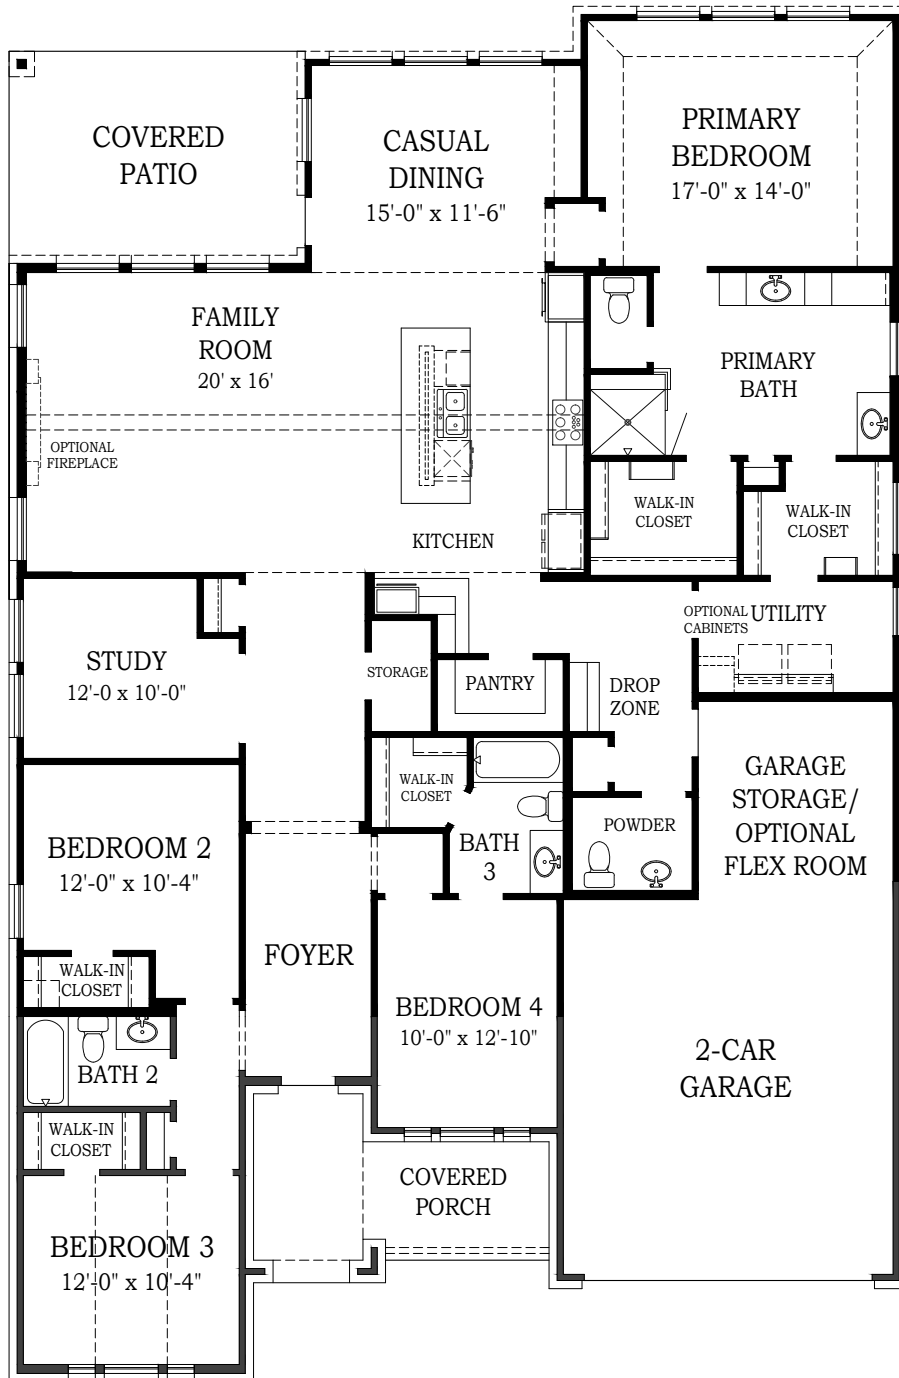 COVERED
PATIO
CASUAL
DINING
15'-0" x 11'-6"
PRIMARY
BEDROOM
17'-0" x 14'-0"
FAMILY
ROOM
20' x 16'
OPTIONAL
FIREPLACE
KITCHEN
PRIMARY
BATH
WALK-IN
CLOSET
WALK-IN
CLOSET
OPTIONAL
CABINETS
UTILITY
STUDY
12'-0 x 10'-0"
STORAGE
PANTRY
DROP
ZONE
WALK-IN
CLOSET
BATH
3
POWDER
GARAGE
STORAGE/
OPTIONAL
FLEX ROOM
BEDROOM 2
12'-0" x 10'-4"
WALK-IN
CLOSET
FOYER
BEDROOM 4
10'-0" x 12'-10"
2-CAR
GARAGE
BATH 2
WALK-IN
CLOSET
COVERED
PORCH
BEDROOM 3
12'-0" x 10'-4"